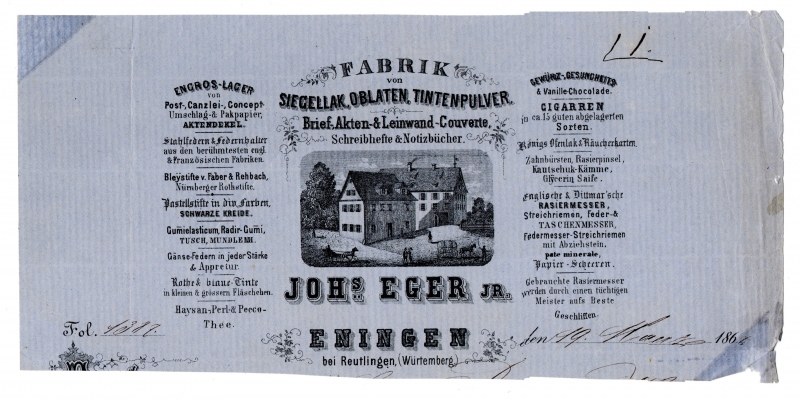 ENGROS-LAGER
von
Post-, Canzlei-, Concept-
Umschlag-& Pakpapier,
AKTENDEKEL.
Stahlfedern & Federnhalter
aus den berühmtesten engl.
& Französischen Fabriken.
Bleystifte v. Faber & Rehbach,
Nürnberger Rothstifte.
Pastellstifte in div. Farben,
SCHWARZE KREIDE.
Gumielasticum, Radir-Gumi,
TUSCH, MUNDLEIM.
Gänse-Federn in jeder Stärke
& Appretur.
Rothe & blaue Tinte
in kleinen & grössern Fläschchen.
Haysan-, Perl-& Pecco-
Thee.
FABRIK
von
SIEGELLAK, OBLATEN, TINTENPULVER,
Brief-, Akten-& Leinwand-Couverte,
Schreibhefte & Notizbücher.
JOHS. EGER JR.
ENINGEN
bei Reutlingen, (Würtemberg)
GEWÜRZ-, GESUNDHEITS-
& Vanille-Chocolade.
CIGARREN
in ca. 15 guten abgelagerten
Sorten.
Königs Ofenlak & Räucherkarten.
Zahnbürsten, Rasierpinsel,
Kautschuk-Kämme,
Glycerin Saife.
Englische & Dittmar'sche
RASIERMESSER,
Streichriemen, Feder-&
TASCHENMESSER,
Federmesser-Streichriemen
mit Abziehstein,
pate minerale,
Papier-Scheeren.
Gebrauchte Rasiermesser
werden durch einen tüchtigen
Meister aufs Beste
Geschliffen.
Fol.
den 19. März 186